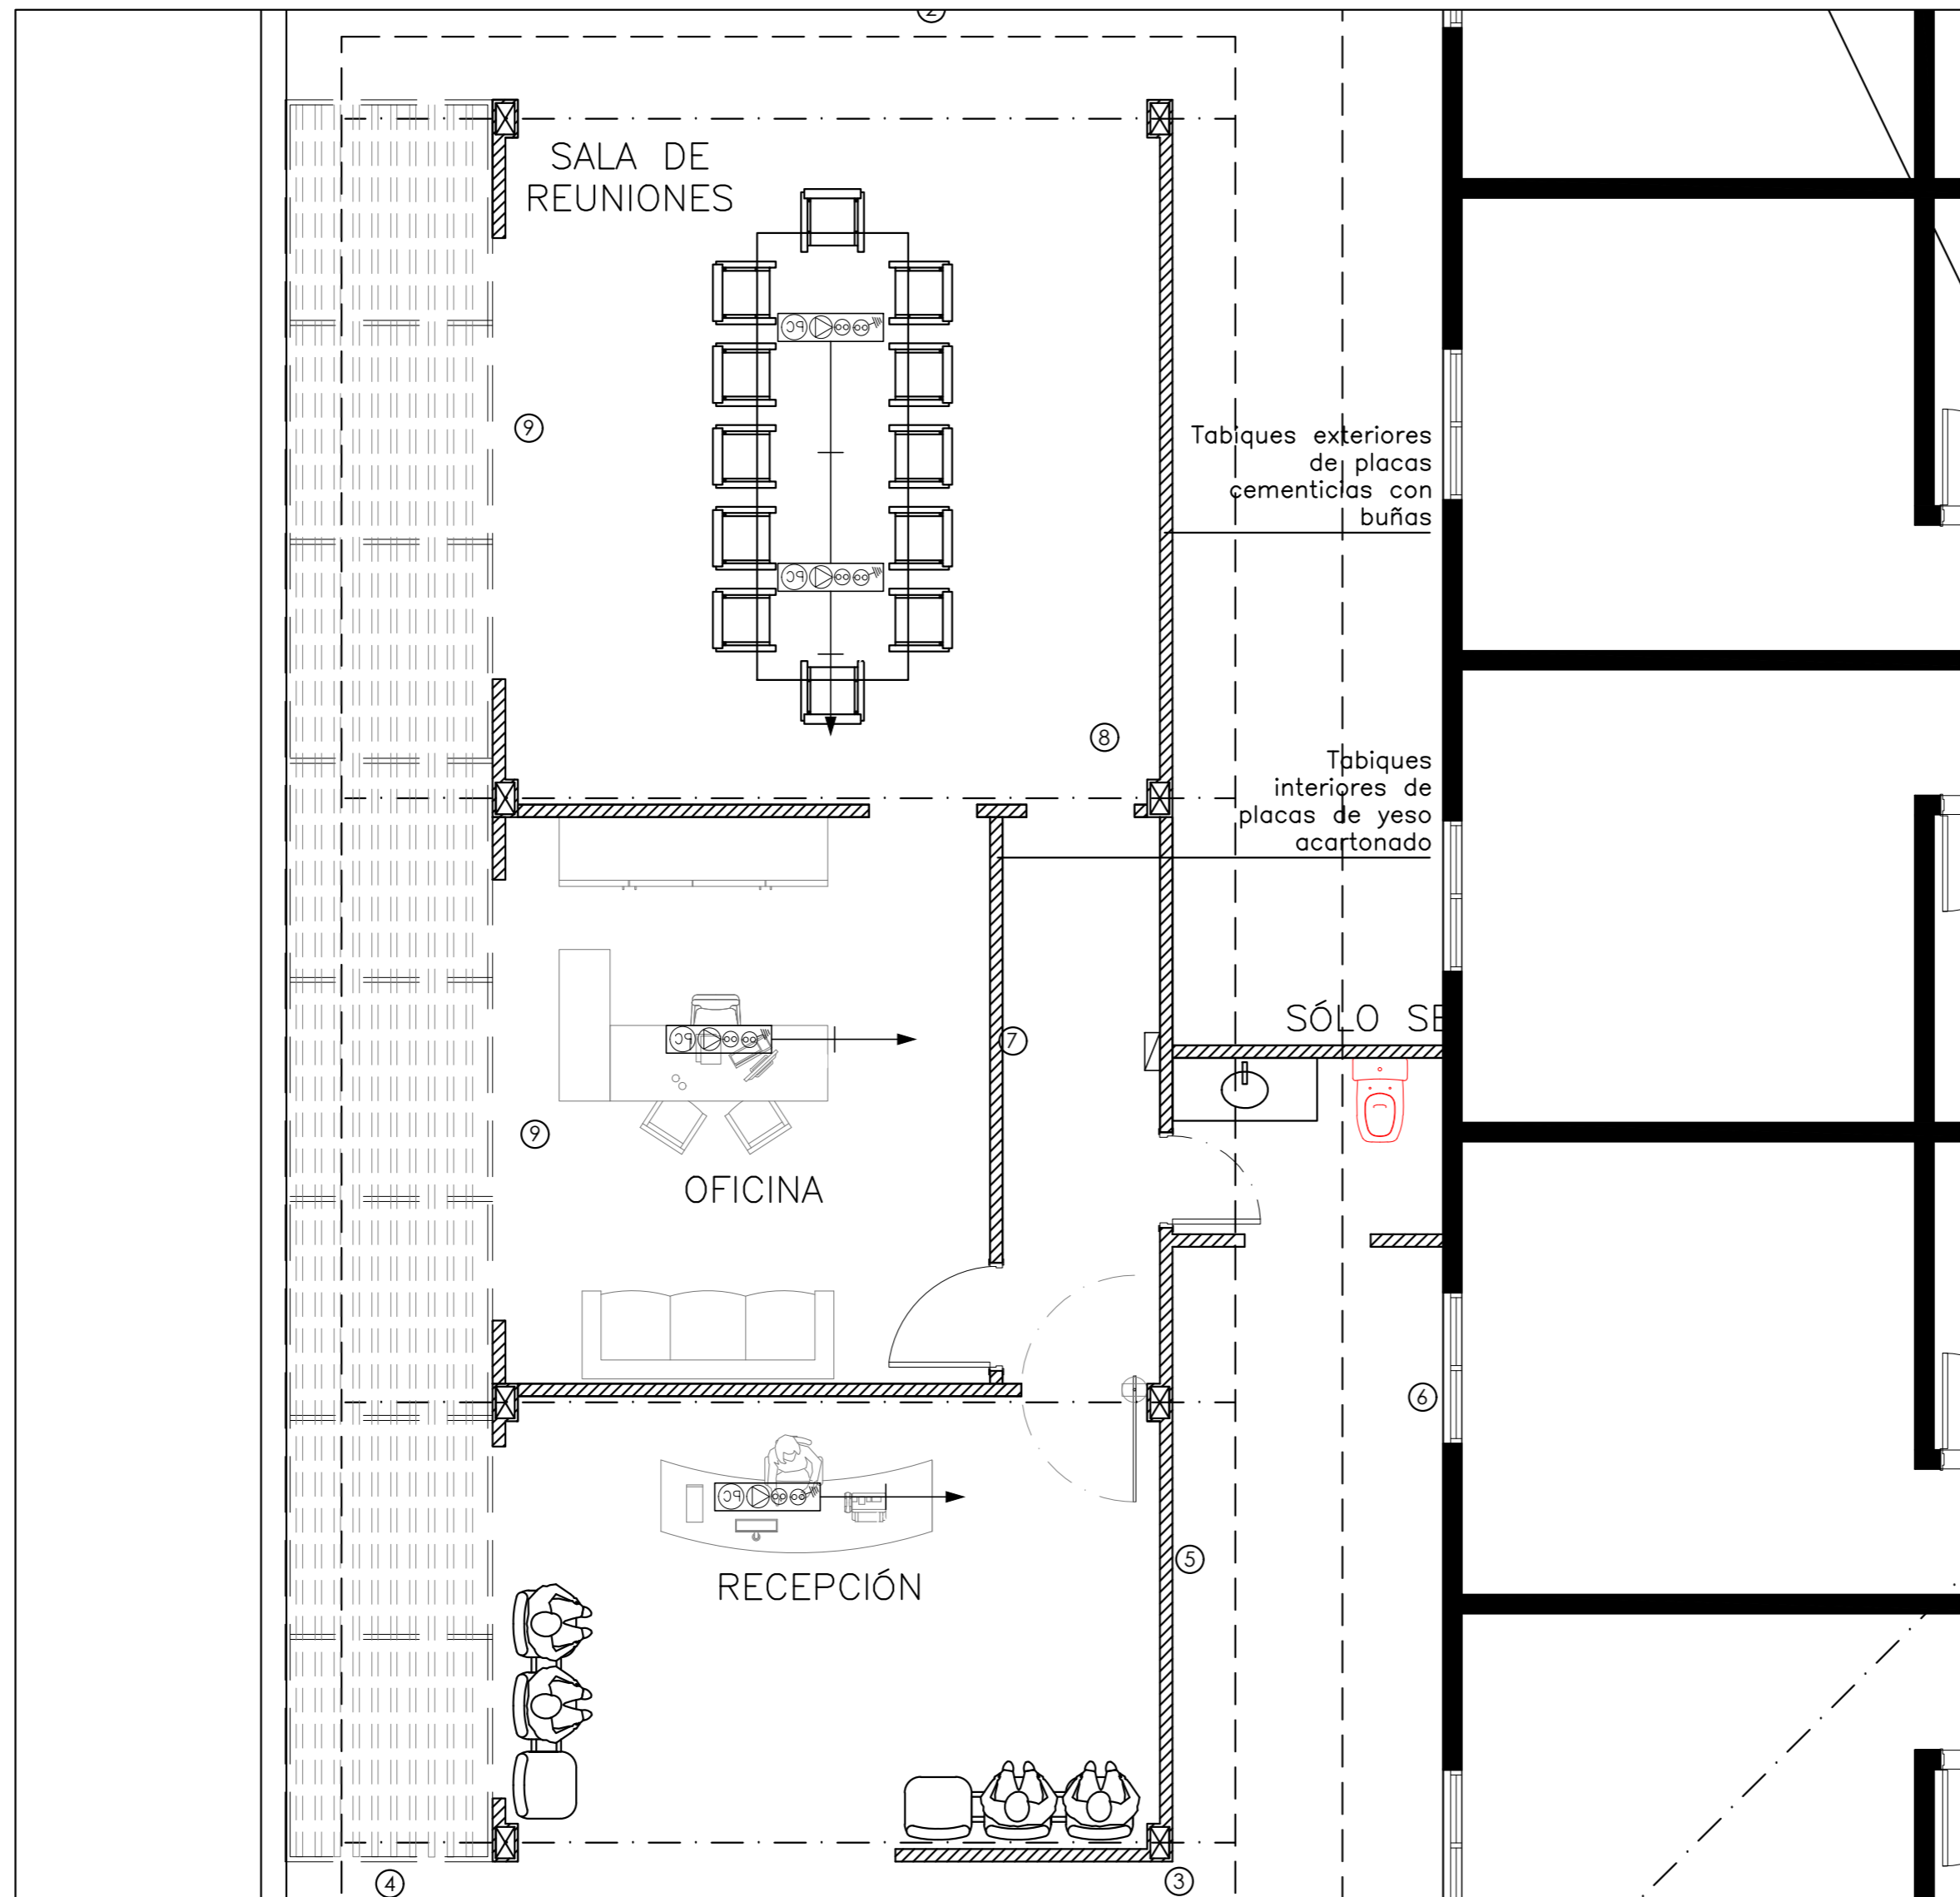 2
SALA DE
REUNIONES
PC
9
Tabiques exteriores
de placas
cementicias con
buñas
PC
8
Tabiques
interiores de
placas de yeso
acartonado
SÓLO SE
PC
7
9
OFICINA
6
PC
5
RECEPCIÓN
4
3